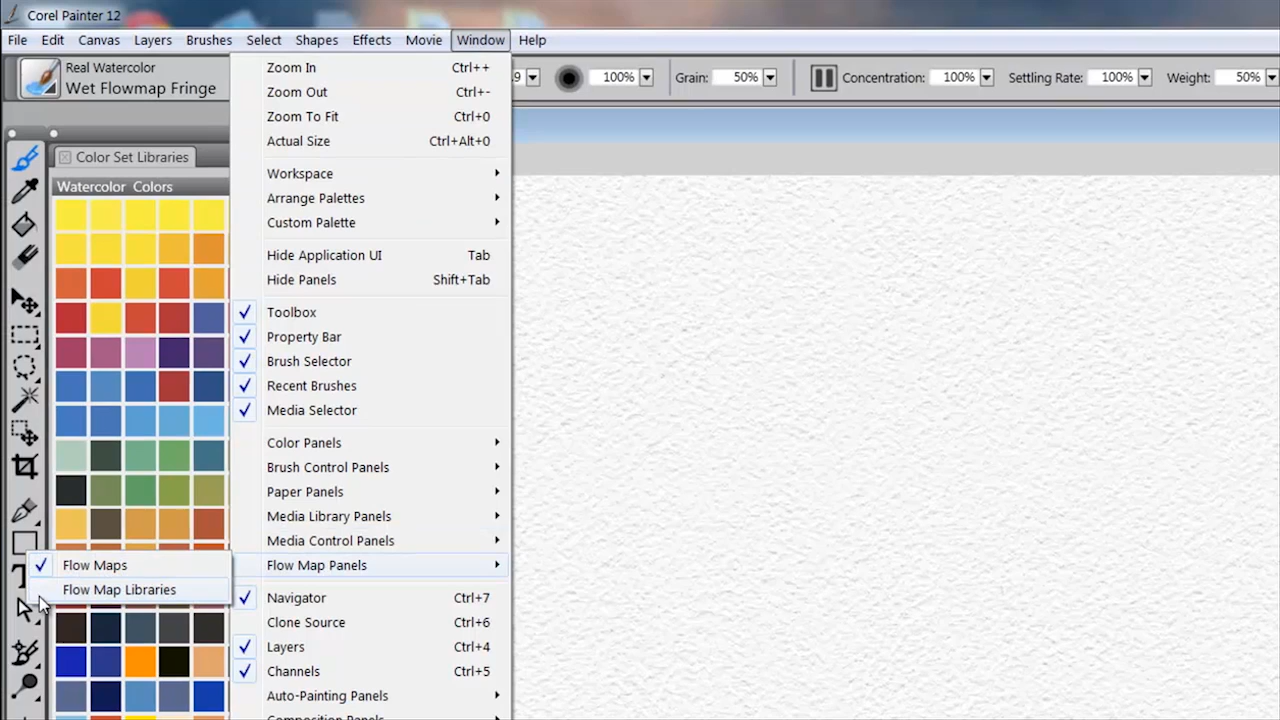 Corel Painter 12
File Edit Canvas Layers Brushes Select Shapes Effects Movie Window Help
Real Watercolor
Wet Flowmap Fringe
100% Grain: 50% Concentration: 100% Settling Rate: 100% Weight: 50%
Color Set Libraries
Watercolor Colors
Zoom In Ctrl++
Zoom Out Ctrl+-
Zoom To Fit Ctrl+0
Actual Size Ctrl+Alt+0
Workspace
Arrange Palettes
Custom Palette
Hide Application UI Tab
Hide Panels Shift+Tab
Toolbox
Property Bar
Brush Selector
Recent Brushes
Media Selector
Color Panels
Brush Control Panels
Paper Panels
Media Library Panels
Media Control Panels
Flow Map Panels
Flow Maps
Flow Map Libraries
Navigator Ctrl+7
Clone Source Ctrl+6
Layers Ctrl+4
Channels Ctrl+5
Auto-Painting Panels
Composition Panels